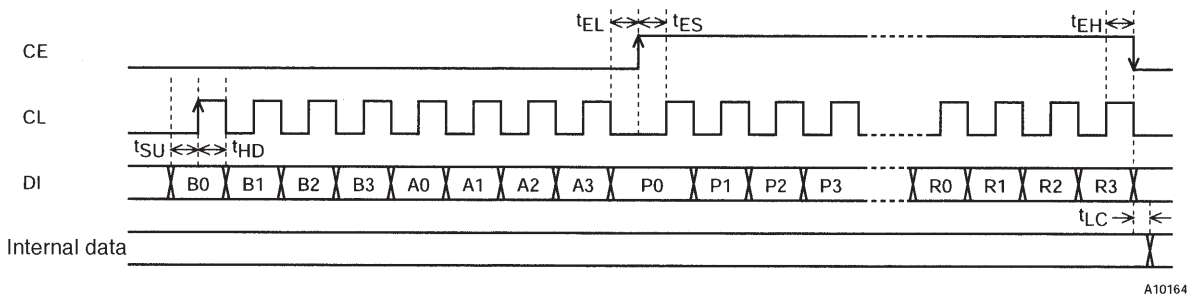 tEL tES tEH
CE
CL
tSU tHD
DI B0 B1 B2 B3 A0 A1 A2 A3 P0 P1 P2 P3 R0 R1 R2 R3
tLC
Internal data
A10164